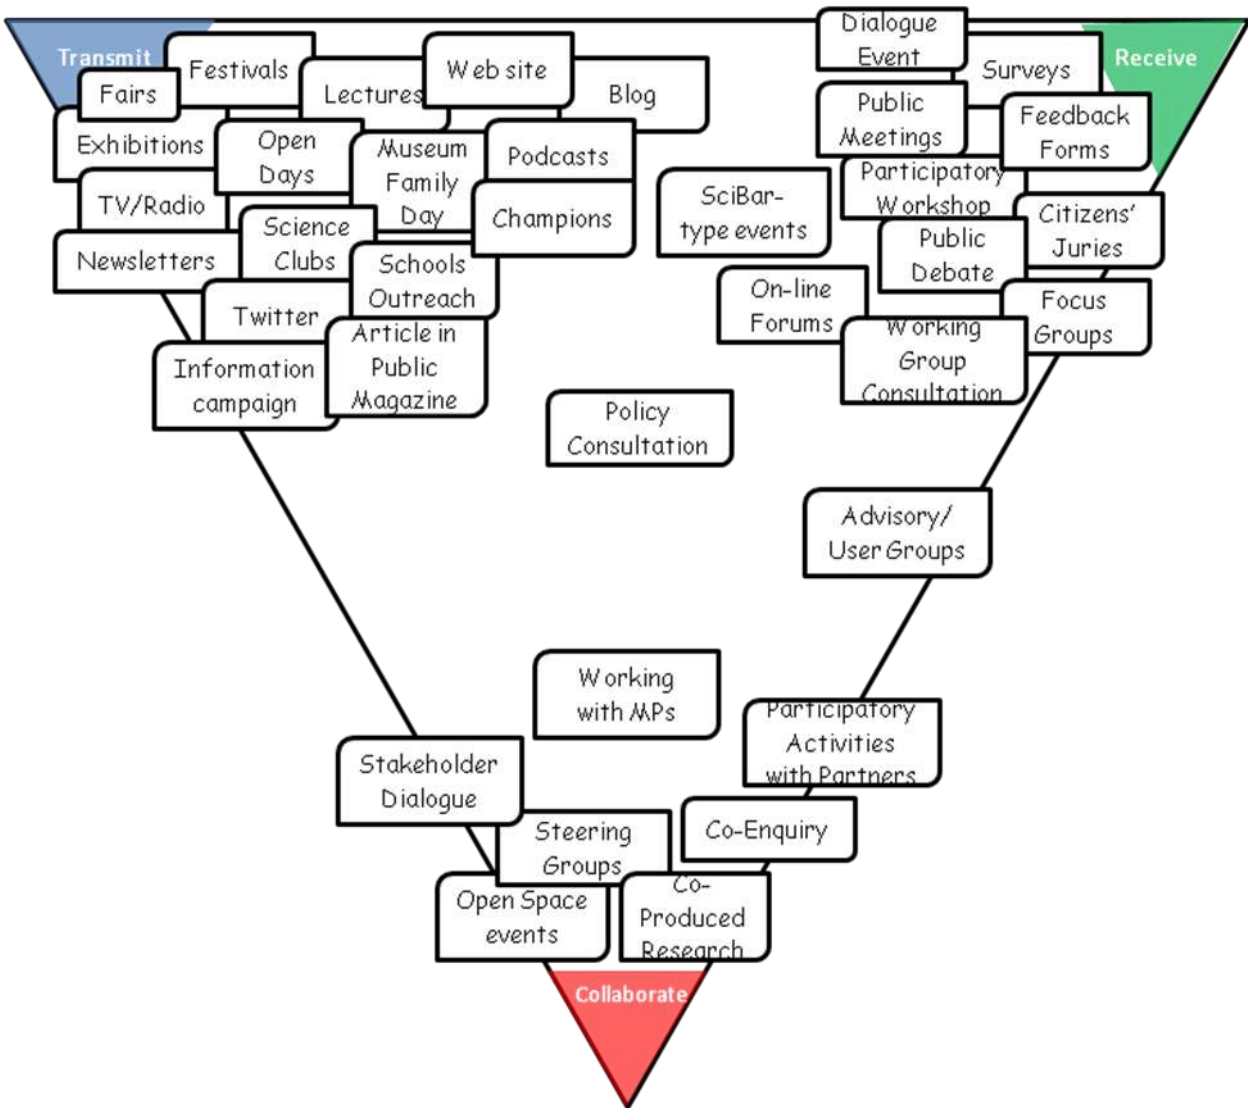 Transmit
Festivals
Fairs
Lectures
Web site
Blog
Exhibitions
Open
Days
Museum
Family
Day
Podcasts
TV/Radio
Champions
Science
Clubs
Newsletters
Schools
Outreach
Twitter
Article in
Public
Magazine
Information
campaign
Dialogue
Event
Receive
Surveys
Public
Meetings
Feedback
Forms
Participatory
Workshop
SciBar-
type events
Citizens'
Juries
Public
Debate
On-line
Forums
Focus
Groups
Working
Group
Consultation
Policy
Consultation
Advisory/
User Groups
Working
with MPs
Participatory
Activities
with Partners
Stakeholder
Dialogue
Steering
Groups
Co-Enquiry
Open Space
events
Co-
Produced
Research
Collaborate